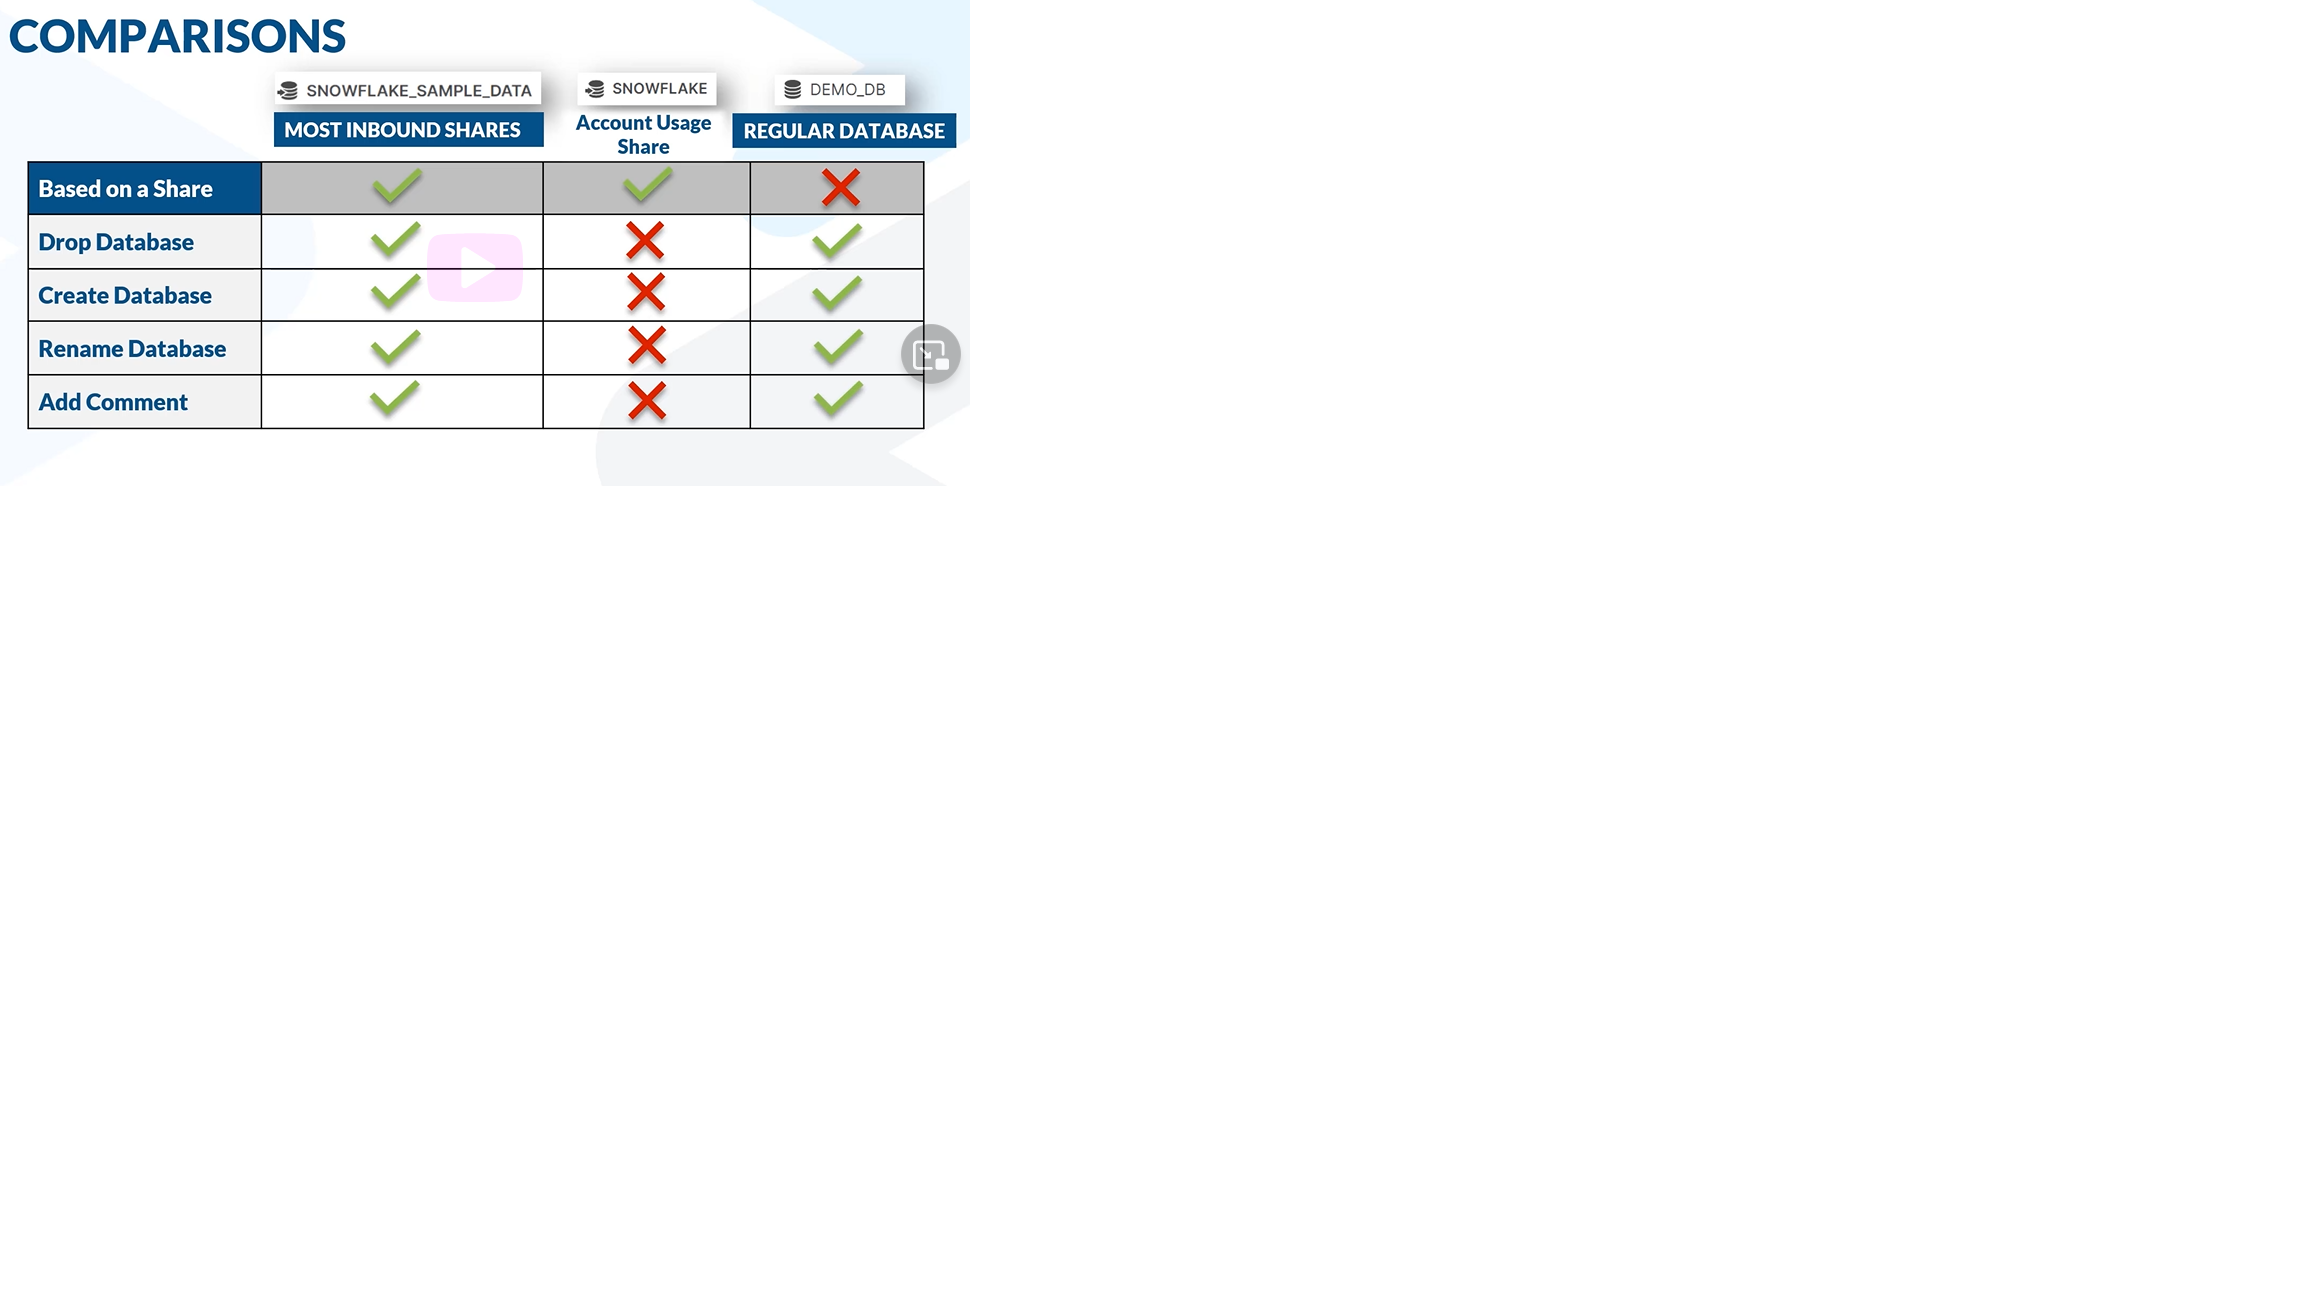 COMPARISONS
SNOWFLAKE_SAMPLE_DATA
SNOWFLAKE
DEMO_DB
MOST INBOUND SHARES
Account Usage
Share
REGULAR DATABASE
Based on a Share
Drop Database
Create Database
Rename Database
Add Comment